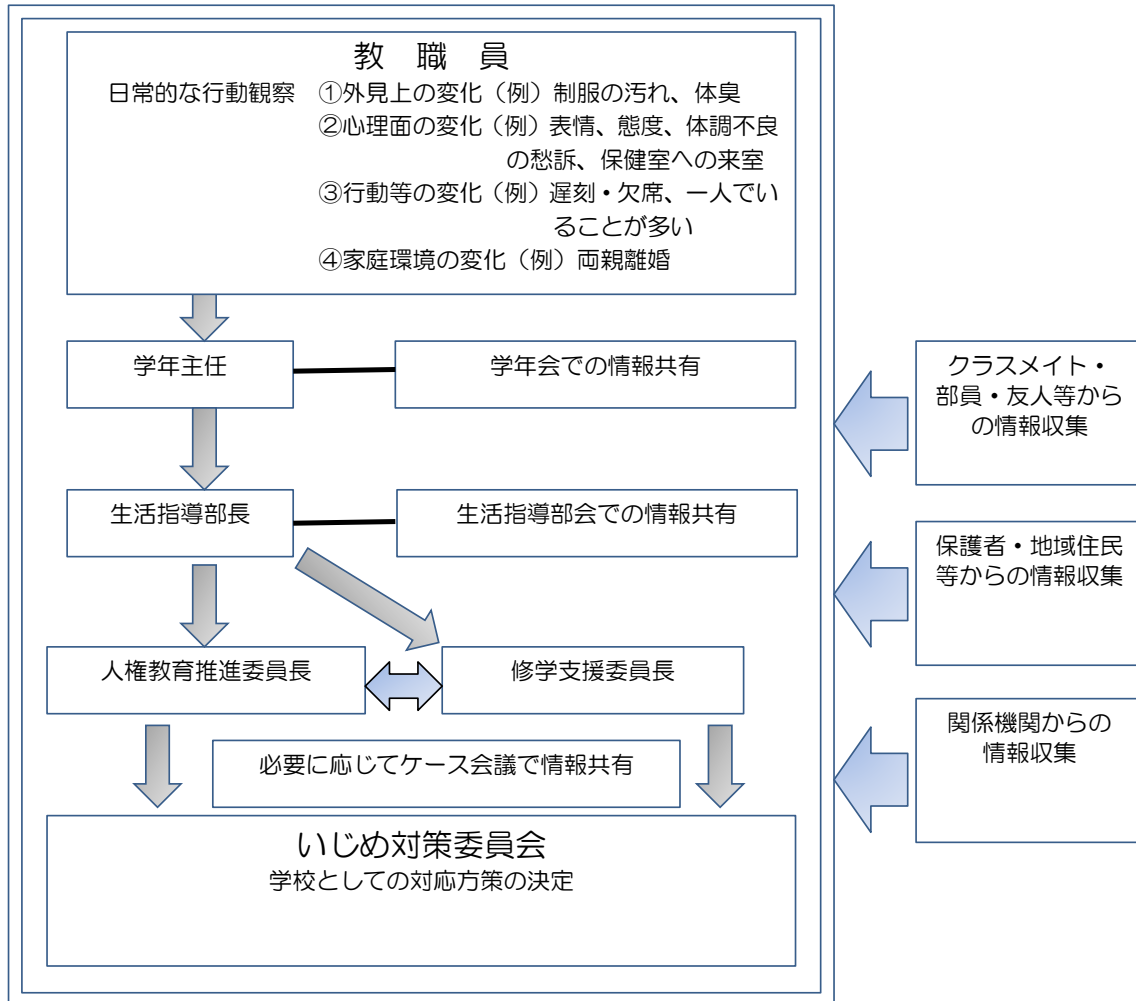 教　職　員
日常的な行動観察　①外見上の変化（例）制服の汚れ、体臭
②心理面の変化（例）表情、態度、体調不良
の愁訴、保健室への来室
③行動等の変化（例）遅刻・欠席、一人でい
ることが多い
④家庭環境の変化（例）両親離婚
学年主任
学年会での情報共有
生活指導部長
生活指導部会での情報共有
人権教育推進委員長
修学支援委員長
必要に応じてケース会議で情報共有
いじめ対策委員会
学校としての対応方策の決定
クラスメイト・
部員・友人等から
の情報収集
保護者・地域住民
等からの情報収集
関係機関からの
情報収集